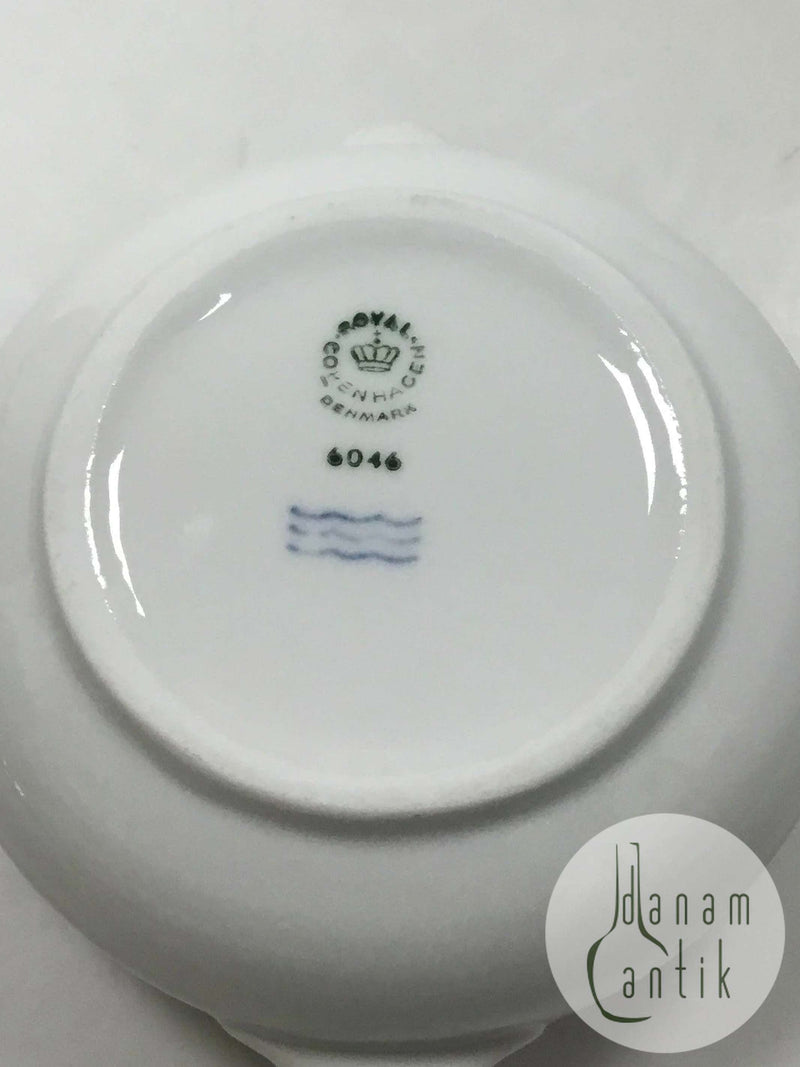 ROYAL
COPENHAGEN
DENMARK
6046
danam
antik